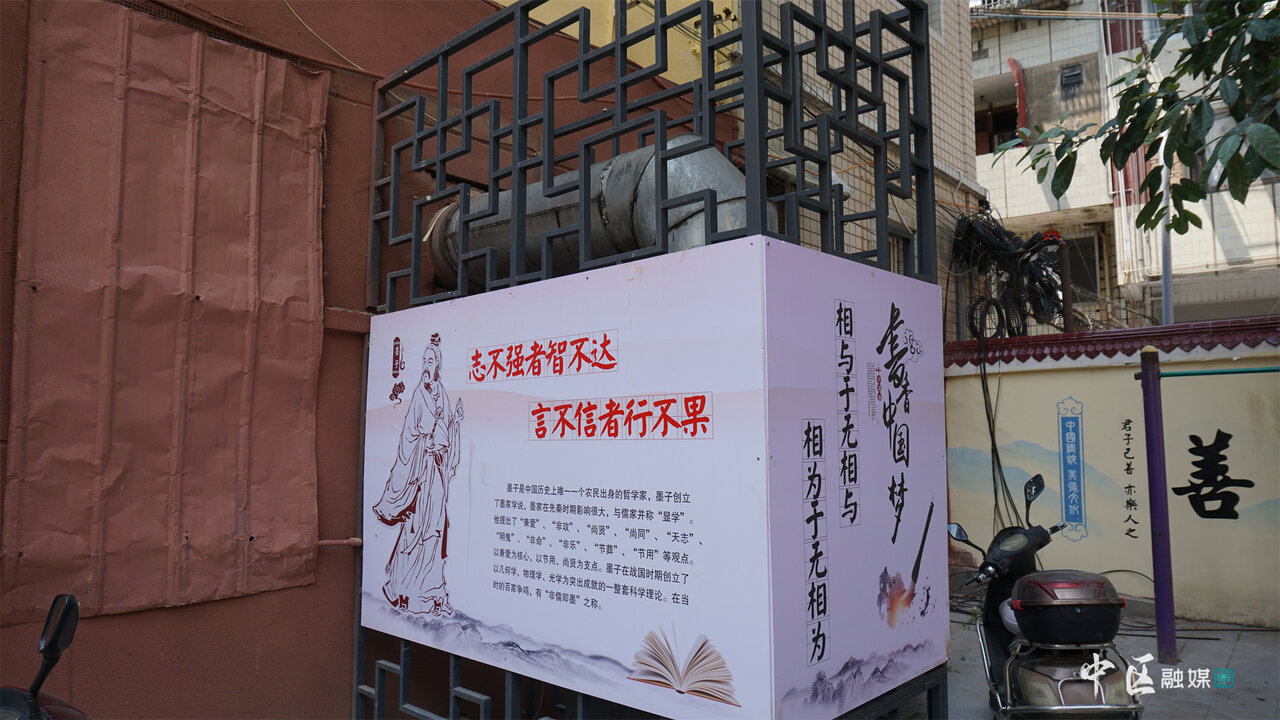 志不强者智不达
言不信者行不果
墨子是中国历史上唯一一个农民出身的哲学家，墨子创立
了墨家学说，墨家在先秦时期影响很大，与儒家并称“显学”。
他提出了“兼爱”、“非攻”、“尚贤”、“尚同”、“天志”、
“明鬼”、“非命”、“非乐”、“节葬”、“节用”等观点。
以兼爱为核心，以节用、尚贤为支点。墨子在战国时期创立了
以几何学、物理学、光学为突出成就的一整套科学理论。在当
时的百家争鸣，有“非儒即墨”之称。
书香中国梦
相与于无相与
相为于无相为
君子己善 亦樂人之
善
中区融媒